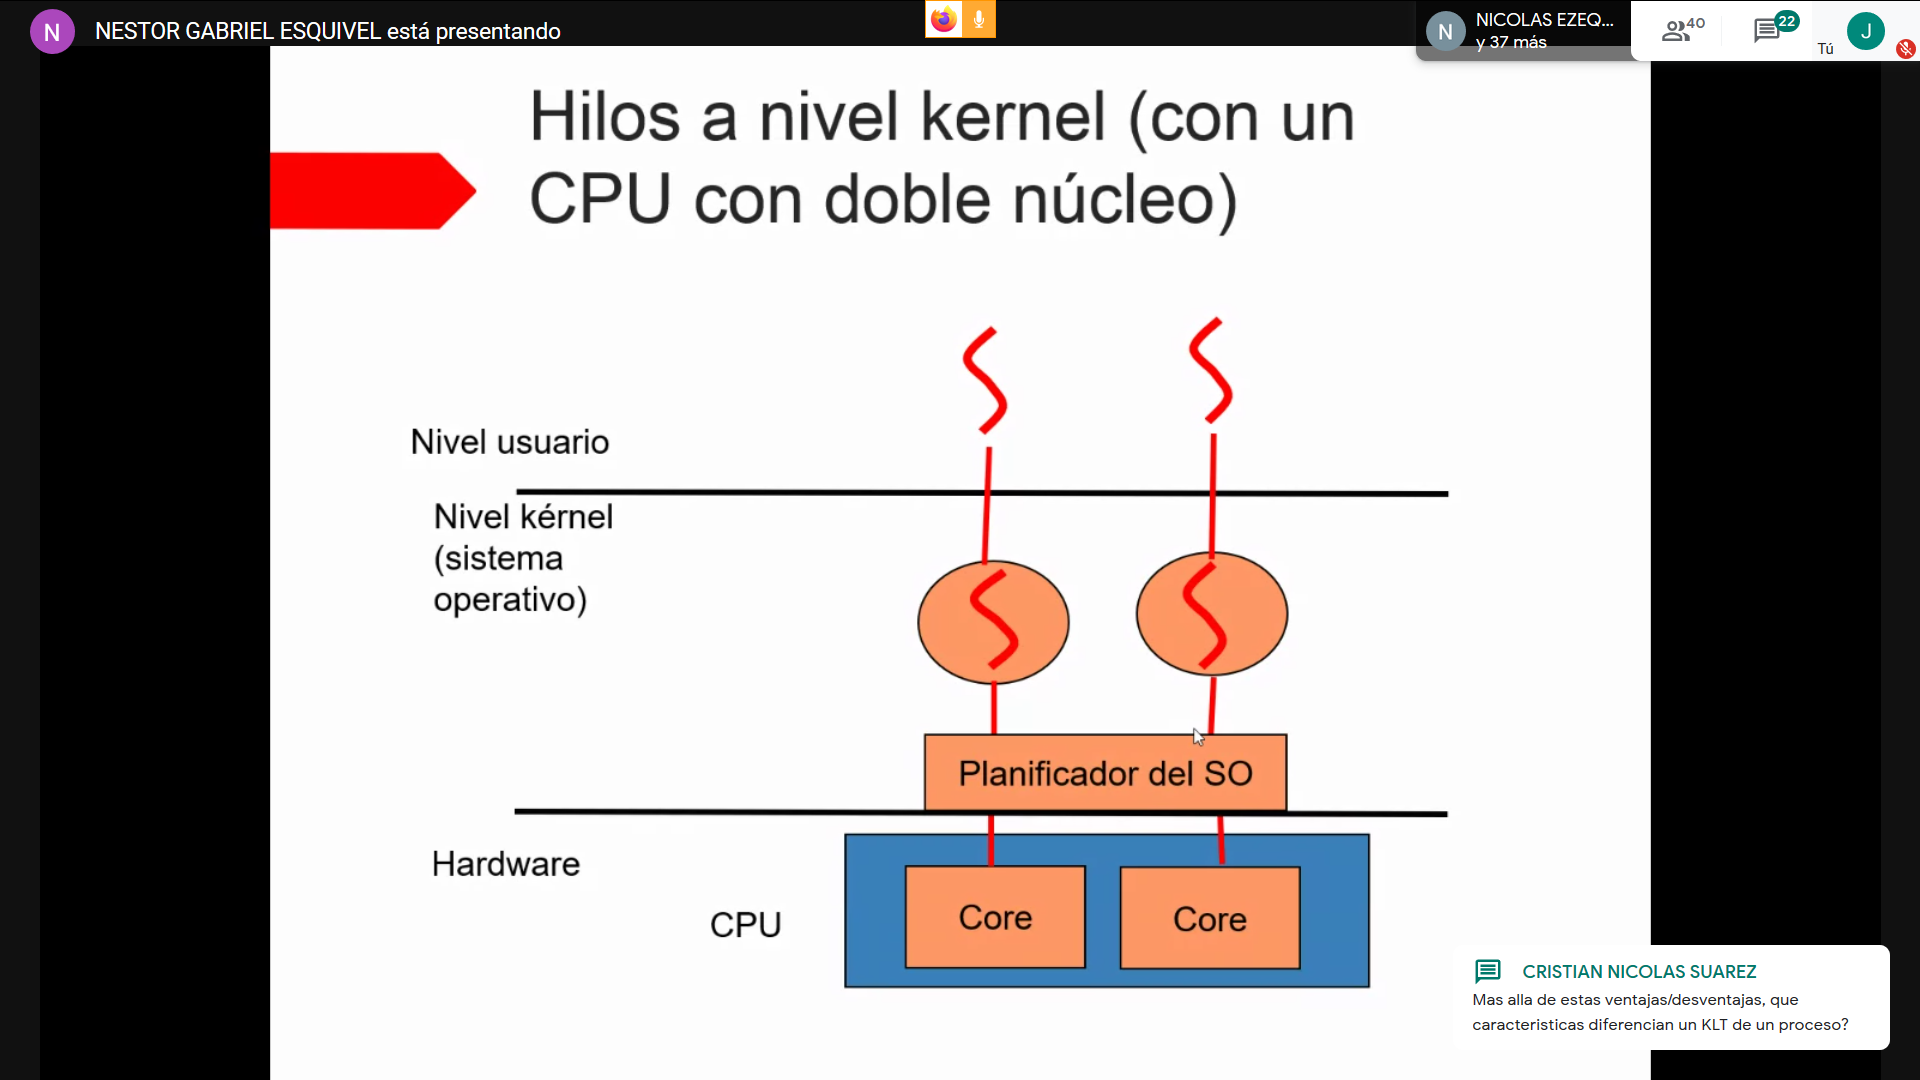 N NESTOR GABRIEL ESQUIVEL está presentando
N NICOLAS EZEQ...
y 37 más
40
22
Tú
J
Hilos a nivel kernel (con un
CPU con doble núcleo)
Nivel usuario
Nivel kérnel
(sistema
operativo)
Planificador del SO
Hardware
CPU
Core
Core
CRISTIAN NICOLAS SUAREZ
Mas alla de estas ventajas/desventajas, que
caracteristicas diferencian un KLT de un proceso?